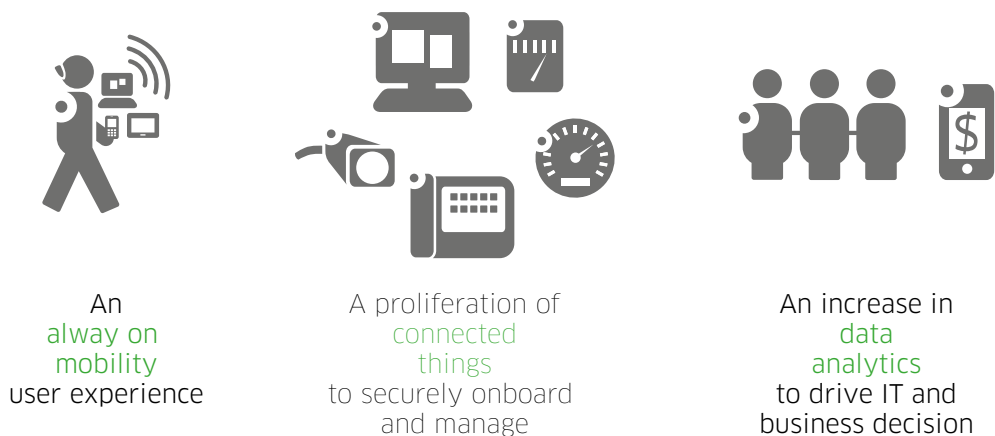 An
alway on
mobility
user experience
A proliferation of
connected
things
to securely onboard
and manage
An increase in
data
analytics
to drive IT and
business decision
$